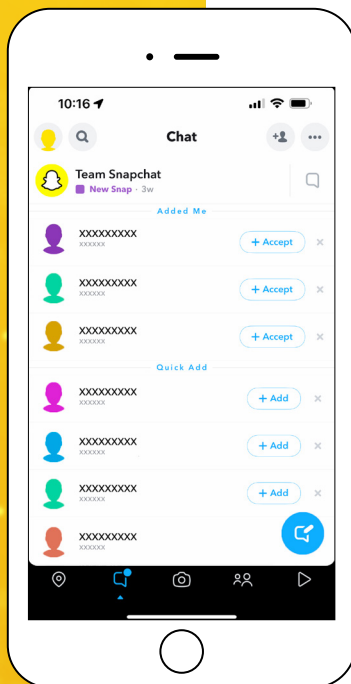 10:16
Chat
Team Snapchat
New Snap · 3w
Added Me
XXXXXXXXX
xxxxxx
+ Accept ×
XXXXXXXXX
xxxxxx
+ Accept ×
XXXXXXXXX
xxxxxx
+ Accept ×
Quick Add
XXXXXXXXX
xxxxxx
+ Add ×
XXXXXXXXX
xxxxxx
+ Add ×
XXXXXXXXX
xxxxxx
+ Add ×
XXXXXXXXX
xxxxxx